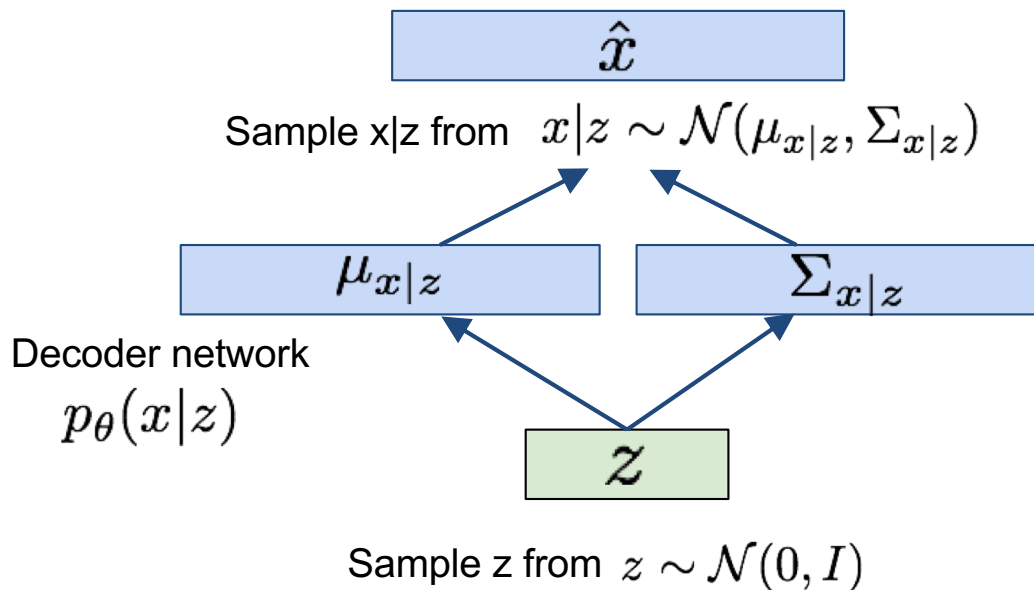 x̂
Sample x|z from x|z ∼ 𝒩(μ_{x|z}, Σ_{x|z})
μ_{x|z} Σ_{x|z}
Decoder network
p_θ(x|z)
z
Sample z from z ∼ 𝒩(0, I)